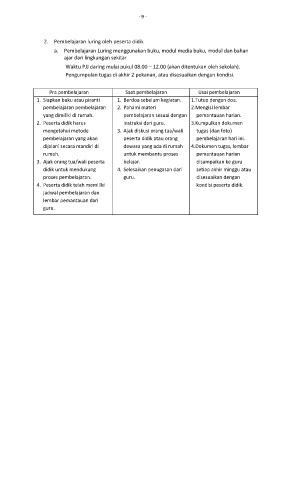 - 9 -
2. Pembelajaran luring oleh peserta didik
a. Pembelajaran Luring menggunakan buku, modul media buku, modul dan bahan
ajar dari lingkungan sekitar
Waktu PJJ daring mulai pukul 08.00 – 12.00 (akan ditentukan oleh sekolah).
Pengumpulan tugas di akhir 2 pekanan, atau disesuaikan dengan kondisi.
Pra pembelajaran
1. Siapkan buku atau piranti
pembelajaran pembelajaran
yang dimiliki di rumah.
2. Peserta didik harus
mengetahui metode
pembelajaran yang akan
dipelari secara mandiri di
rumah.
3. Ajak orang tua/wali peserta
didik untuk mendukung
proses pembelajaran.
4. Peserta didik telah memiliki
jadwal pembelajaran dan
lembar pemantauan dari
guru.
Saat pembelajaran
1. Berdoa sebelum kegiatan.
2. Pahami materi
pembelajaran sesuai dengan
instruksi dari guru.
3. Ajak diskusi orang tua/wali
peserta didik atau orang
dewasa yang ada di rumah
untuk membantu proses
belajar.
4. Selesaikan penugasan dari
guru.
Usai pembelajaran
1.Tutup dengan doa.
2.Mengisi lembar
pemantauan harian.
3.Kumpulkan dokumen
tugas (dan foto)
pembelajaran hari ini.
4.Dokumen tugas, lembar
pemantauan harian
disampaikan ke guru
setiap akhir minggu atau
disesuaikan dengan
kondisi peserta didik.